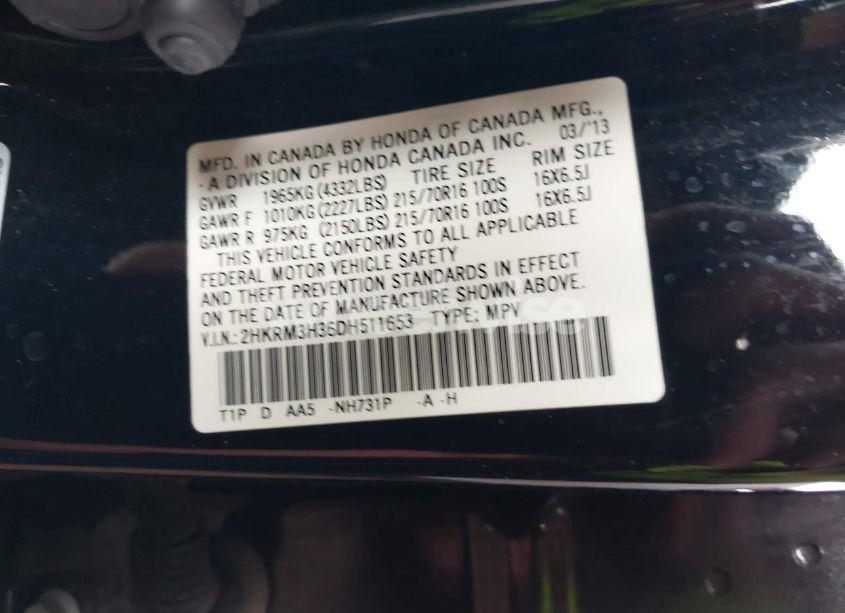 MFD. IN CANADA BY HONDA OF CANADA MFG.,
· A DIVISION OF HONDA CANADA INC. 03/'13
GVWR 1965KG (4332LBS) TIRE SIZE RIM SIZE
GAWR F 1010KG (2227LBS) 215/70R16 100S 16X6.5J
GAWR R 975KG (2150LBS) 215/70R16 100S 16X6.5J
THIS VEHICLE CONFORMS TO ALL APPLICABLE
FEDERAL MOTOR VEHICLE SAFETY
AND THEFT PREVENTION STANDARDS IN EFFECT
ON THE DATE OF MANUFACTURE SHOWN ABOVE.
V.I.N.: 2HKRM3H36DH511653 TYPE: MPV
T1P D AA5 -NH731P -A -H